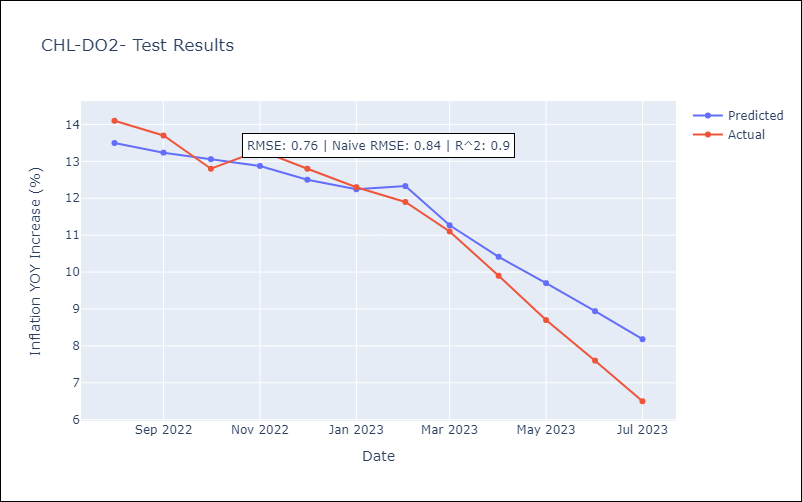 CHL-DO2- Test Results
Predicted
Actual
RMSE: 0.76 | Naive RMSE: 0.84 | R^2: 0.9
Inflation YOY Increase (%)
14
13
12
11
10
9
8
7
6
Sep 2022
Nov 2022
Jan 2023
Mar 2023
May 2023
Jul 2023
Date